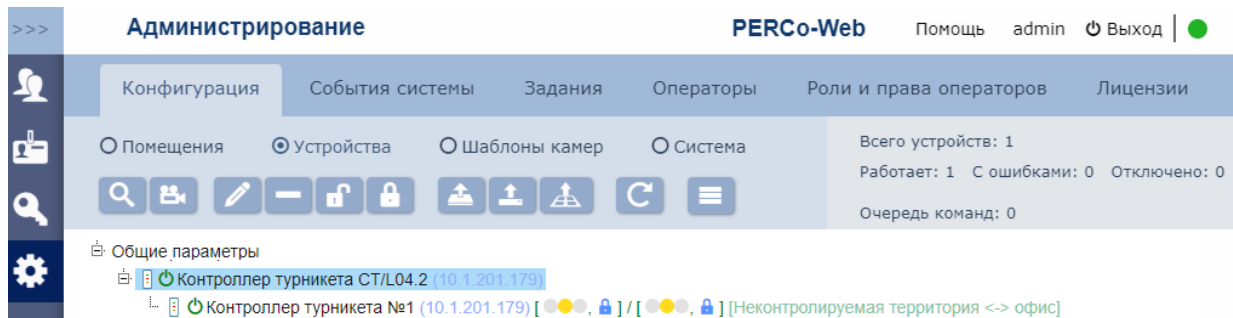 >>> Администрирование PERCo-Web Помощь admin Выход
Конфигурация События системы Задания Операторы Роли и права операторов Лицензии
Помещения Устройства Шаблоны камер Система
Всего устройств: 1
Работает: 1 С ошибками: 0 Отключено: 0
Очередь команд: 0
Общие параметры
Контроллер турникета CT/L04.2 (10.1.201.179)
Контроллер турникета №1 (10.1.201.179) [ , ] / [ , ] [Неконтролируемая территория <-> офис]